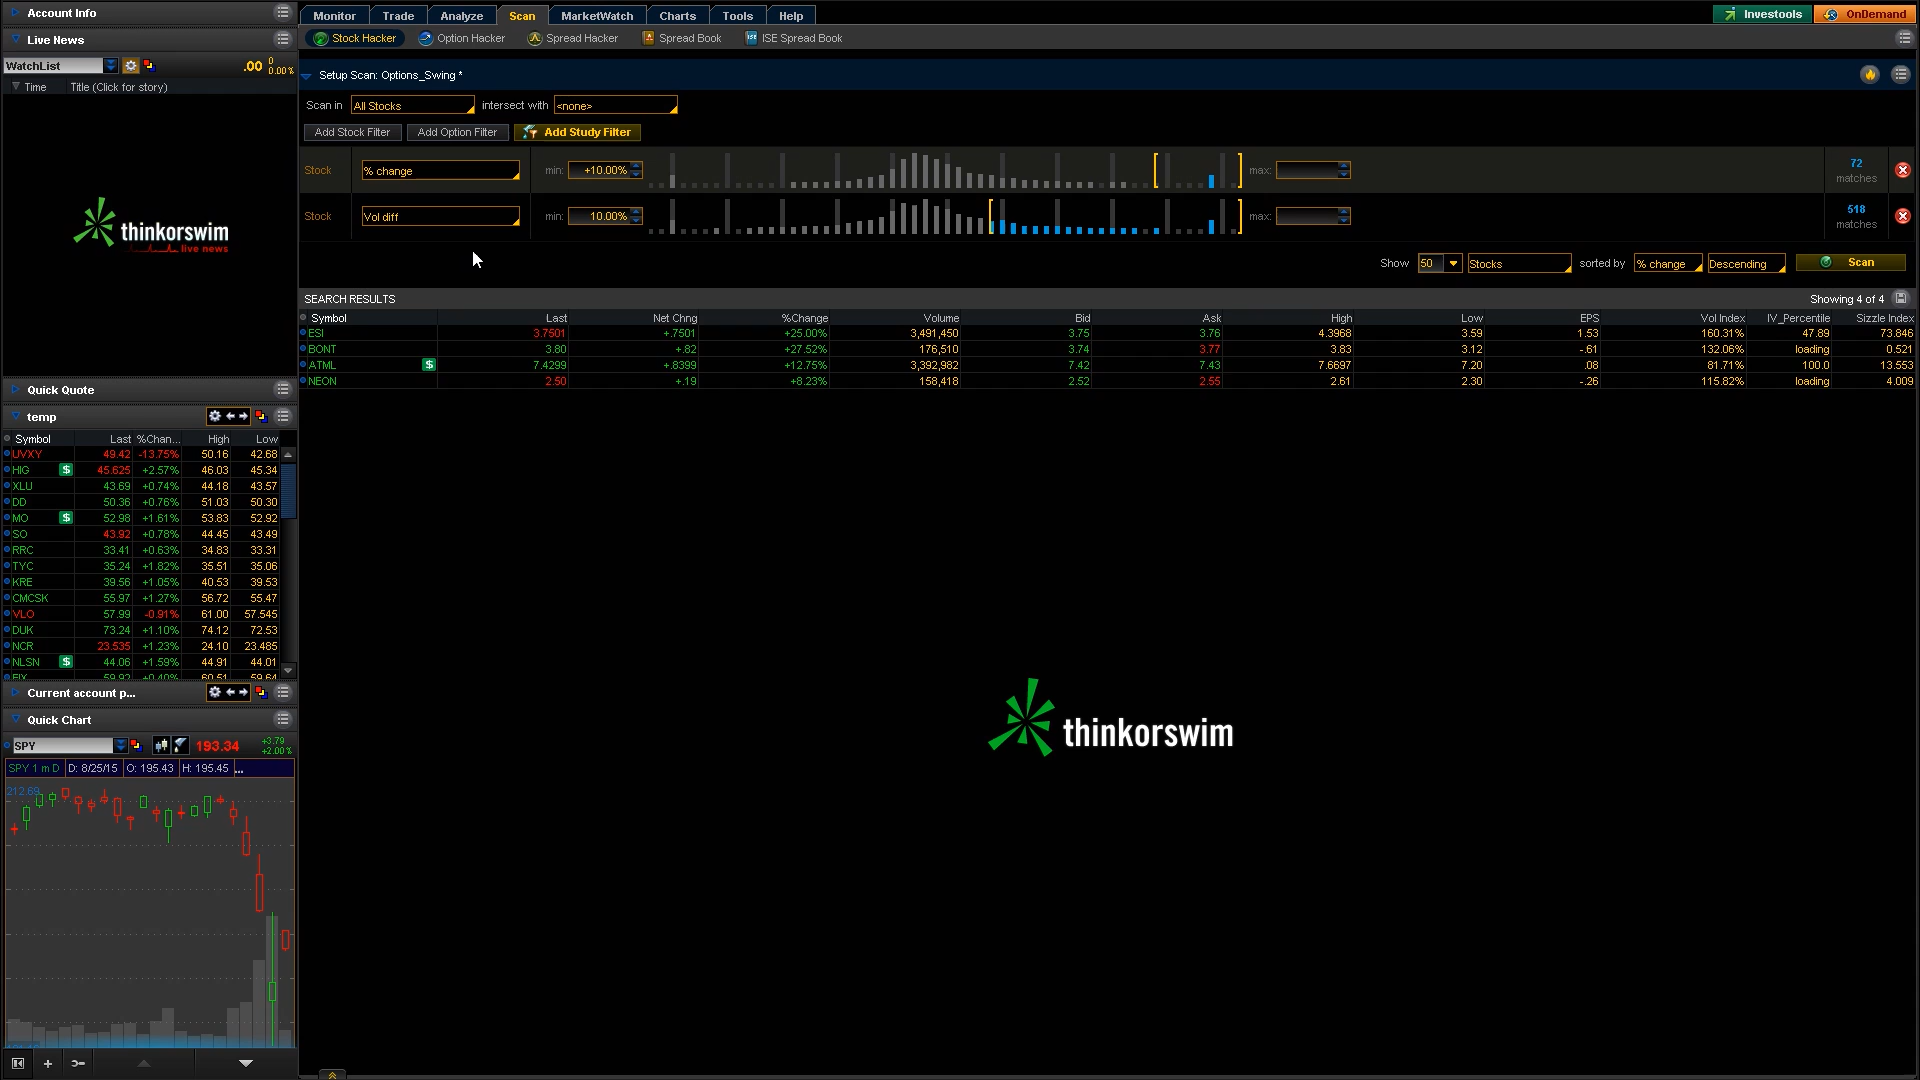 Account Info
Monitor Trade Analyze Scan MarketWatch Charts Tools Help Investools OnDemand
Live News
Stock Hacker Option Hacker Spread Hacker Spread Book ISE Spread Book
WatchList .00 0 0.00%
Time Title (Click for story)
Setup Scan: Options_Swing *
Scan in All Stocks intersect with <none>
Add Stock Filter Add Option Filter Add Study Filter
Stock % change min: +10.00% max: 72 matches
Stock Vol diff min: 10.00% max: 518 matches
thinkorswim
live news
Show 50 Stocks sorted by % change Descending Scan
SEARCH RESULTS Showing 4 of 4
Symbol Last Net Chng %Change Volume Bid Ask High Low EPS Vol Index IV_Percentile Sizzle Index
ESI 3.7501 +.7501 +25.00% 3,491,450 3.75 3.76 4.3968 3.59 1.53 160.31% 47.89 73.846
BONT 3.80 +.82 +27.52% 176,510 3.74 3.77 3.83 3.12 -.61 132.06% loading 0.521
ATML $ 7.4299 +.8399 +12.75% 3,392,982 7.42 7.43 7.6697 7.20 .08 81.71% 100.0 13.553
NEON 2.50 +.19 +8.23% 158,418 2.52 2.55 2.61 2.30 -.26 115.82% loading 4.009
Quick Quote
temp
Symbol Last %Chan... High Low
UVXY 49.42 -13.75% 50.16 42.68
HIG $ 45.625 +2.57% 46.03 45.34
XLU 43.69 +0.74% 44.18 43.57
DD 50.36 +0.76% 51.03 50.30
MO $ 52.98 +1.61% 53.83 52.92
SO 43.92 +0.78% 44.45 43.49
RRC 33.41 +0.63% 34.83 33.31
TYC 35.24 +1.82% 35.51 35.06
KRE 39.56 +1.05% 40.53 39.53
CMCSK 55.97 +1.27% 56.72 55.47
VLO 57.99 -0.91% 61.00 57.545
DUK 73.24 +1.10% 74.12 72.53
NCR 23.535 +1.23% 24.10 23.485
NLSN $ 44.06 +1.59% 44.91 44.01
59.92 +0.40% 60.51 59.64
Current account p...
Quick Chart
SPY 193.34 +3.79 +2.00%
SPY 1 m D D: 8/25/15 O: 195.43 H: 195.45 ...
212.69
thinkorswim